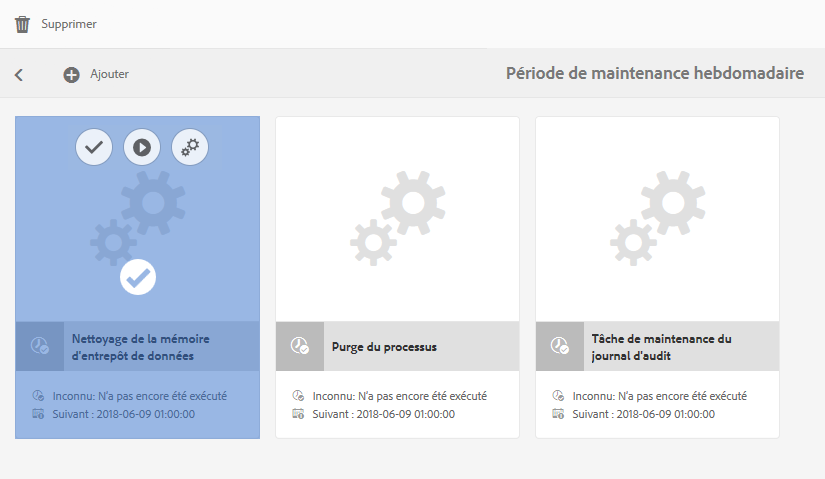 Supprimer
Ajouter
Période de maintenance hebdomadaire
Nettoyage de la mémoire
d'entrepôt de données
Inconnu: N'a pas encore été exécuté
Suivant : 2018-06-09 01:00:00
Purge du processus
Inconnu: N'a pas encore été exécuté
Suivant : 2018-06-09 01:00:00
Tâche de maintenance du
journal d'audit
Inconnu: N'a pas encore été exécuté
Suivant : 2018-06-09 01:00:00